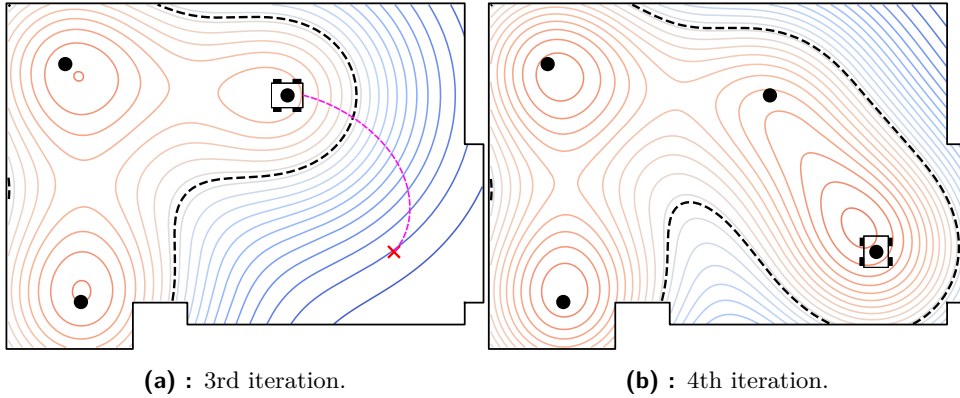 (a) : 3rd iteration.
(b) : 4th iteration.